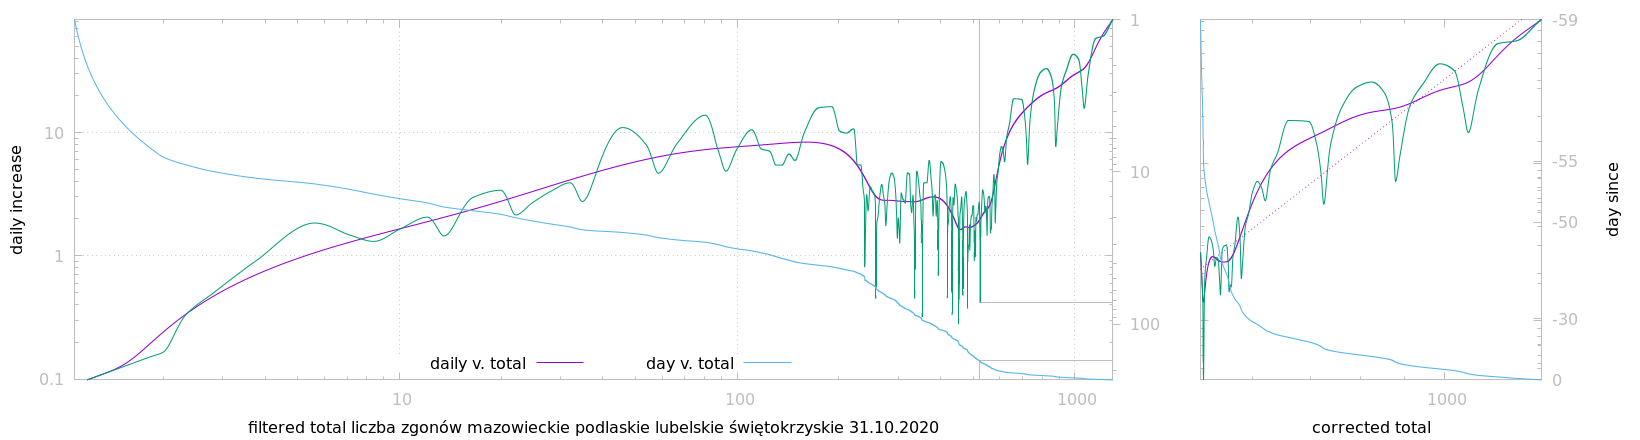 daily increase
10
1
0.1
daily v. total
day v. total
10
100
1000
1
10
100
filtered total liczba zgonów mazowieckie podlaskie lubelskie świętokrzyskie 31.10.2020
-59
-55
-50
-30
0
day since
1000
corrected total